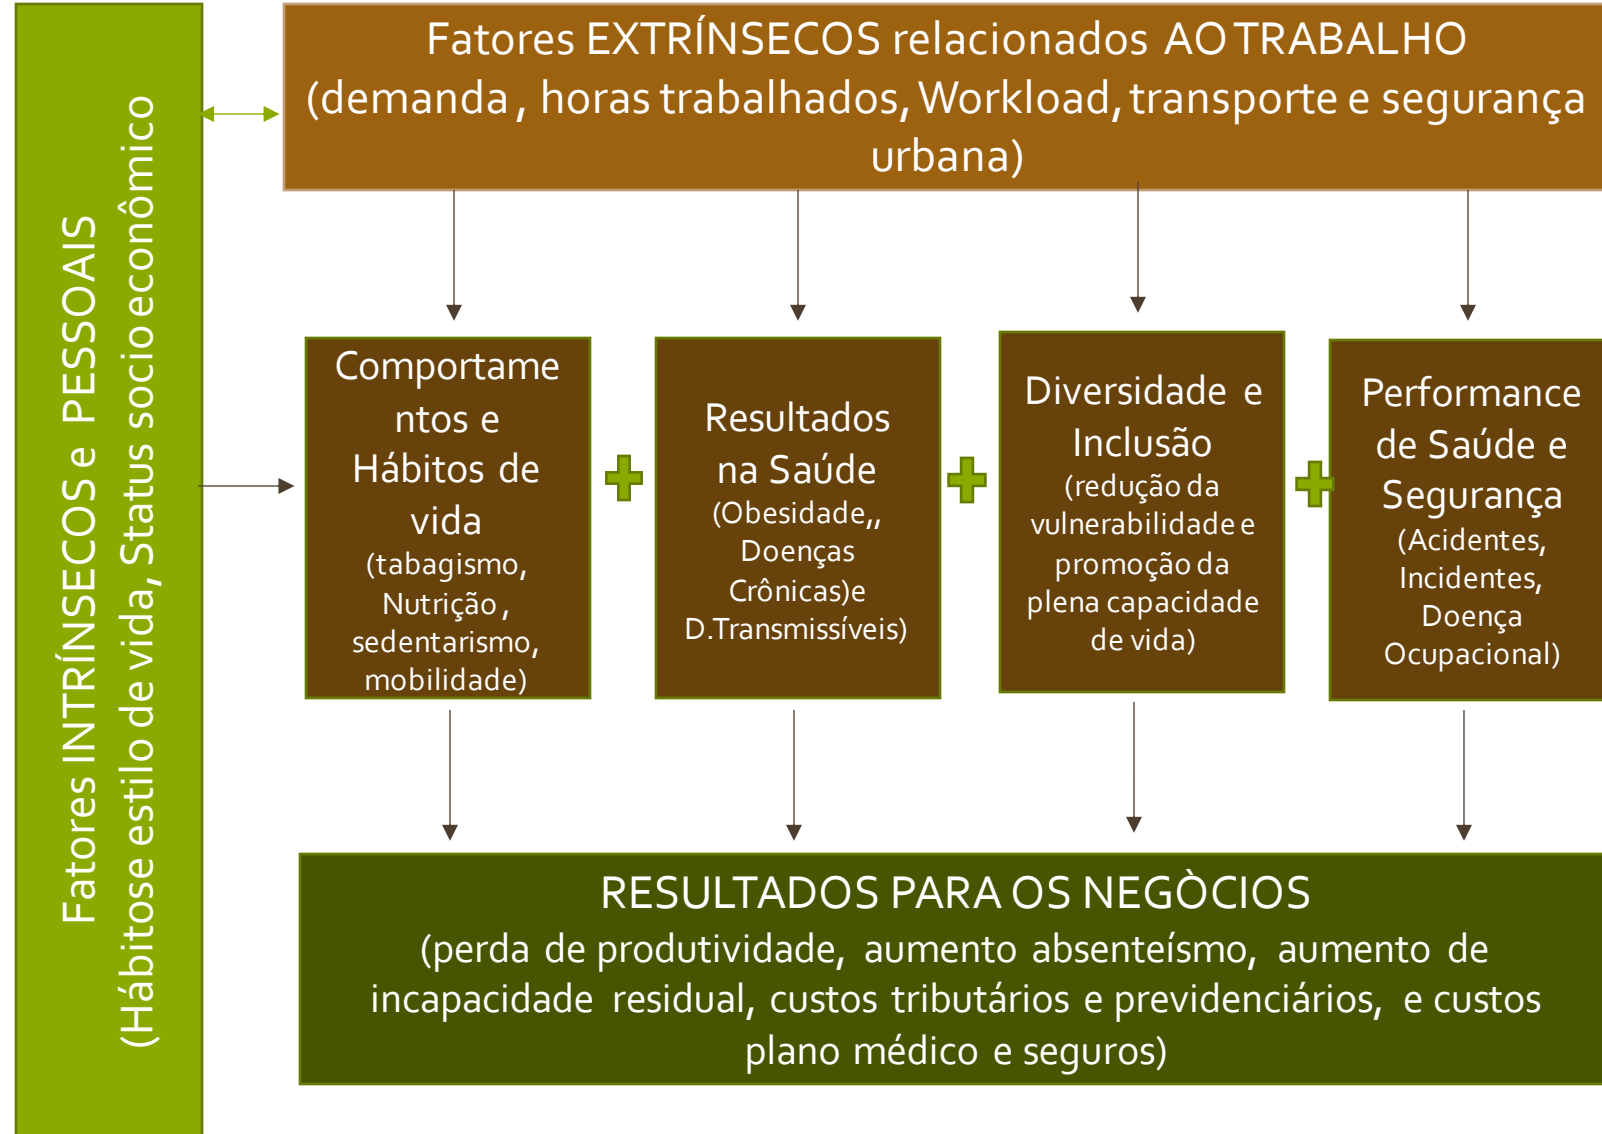 Fatores INTRÍNSECOS e PESSOAIS
(Hábitose estilo de vida, Status socio econômico
Fatores EXTRÍNSECOS relacionados AO TRABALHO
(demanda , horas trabalhados, Workload, transporte e segurança
urbana)
Comportame
ntos e
Hábitos de
vida
(tabagismo,
Nutrição ,
sedentarismo,
mobilidade)
Resultados
na Saúde
(Obesidade,,
Doenças
Crônicas)e
D.Transmissíveis)
Diversidade e
Inclusão
(redução da
vulnerabilidade e
promoção da
plena capacidade
de vida)
Performance
de Saúde e
Segurança
(Acidentes,
Incidentes,
Doença
Ocupacional)
RESULTADOS PARA OS NEGÒCIOS
(perda de produtividade, aumento absenteísmo, aumento de
incapacidade residual, custos tributários e previdenciários, e custos
plano médico e seguros)